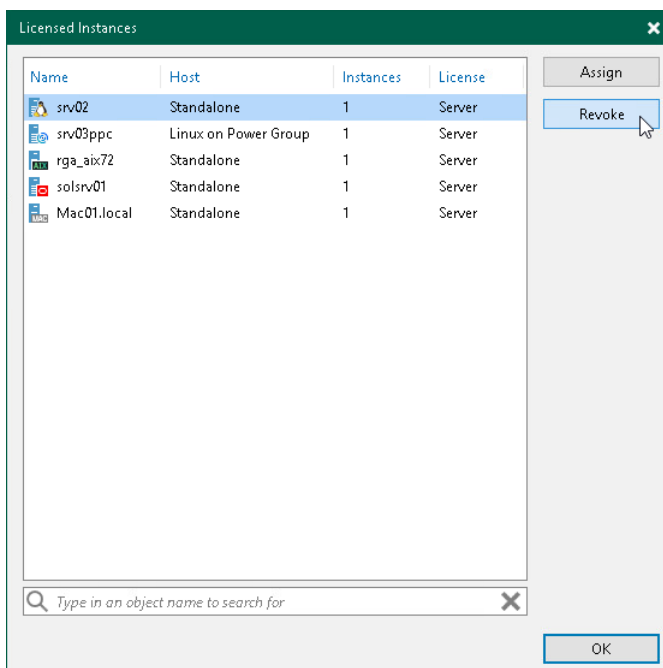 Licensed Instances
Name Host Instances License
srv02 Standalone 1 Server
srv03ppc Linux on Power Group 1 Server
rga_aix72 Standalone 1 Server
solsrv01 Standalone 1 Server
Mac01.local Standalone 1 Server
Type in an object name to search for
Assign
Revoke
OK